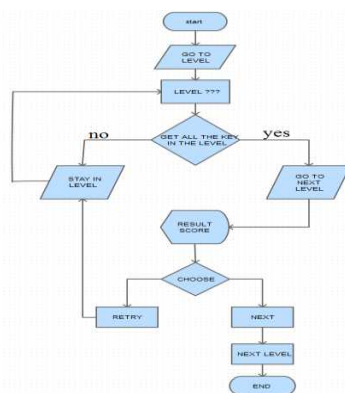 start
GO TO
LEVEL
LEVEL ???
GET ALL THE KEY
IN THE LEVEL
no
yes
STAY IN
LEVEL
GO TO
NEXT
LEVEL
RESULT
SCORE
CHOOSE
RETRY
NEXT
NEXT LEVEL
END